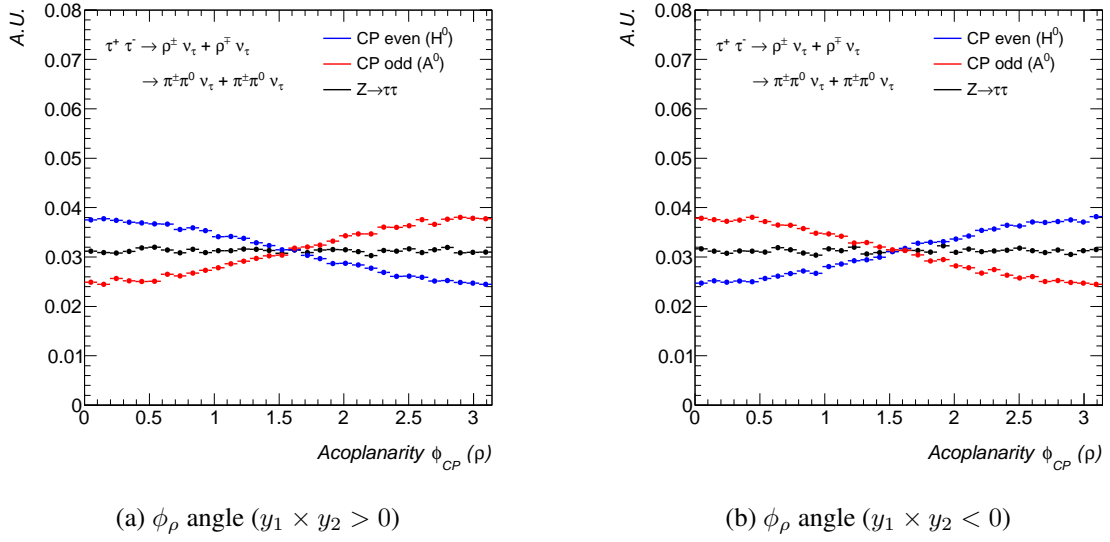 A.U.
0.08
0.07
0.06
0.05
0.04
0.03
0.02
0.01
0
τ⁺ τ⁻ → ρ^± ν_τ + ρ^∓ ν_τ
→ π^±π⁰ ν_τ + π^±π⁰ ν_τ
CP even (H⁰)
CP odd (A⁰)
Z→ττ
0 0.5 1 1.5 2 2.5 3
Acoplanarity ϕ_CP (ρ)
(a) ϕ_ρ angle (y₁ × y₂ > 0)
A.U.
0.08
0.07
0.06
0.05
0.04
0.03
0.02
0.01
0
τ⁺ τ⁻ → ρ^± ν_τ + ρ^∓ ν_τ
→ π^±π⁰ ν_τ + π^±π⁰ ν_τ
CP even (H⁰)
CP odd (A⁰)
Z→ττ
0 0.5 1 1.5 2 2.5 3
Acoplanarity ϕ_CP (ρ)
(b) ϕ_ρ angle (y₁ × y₂ < 0)